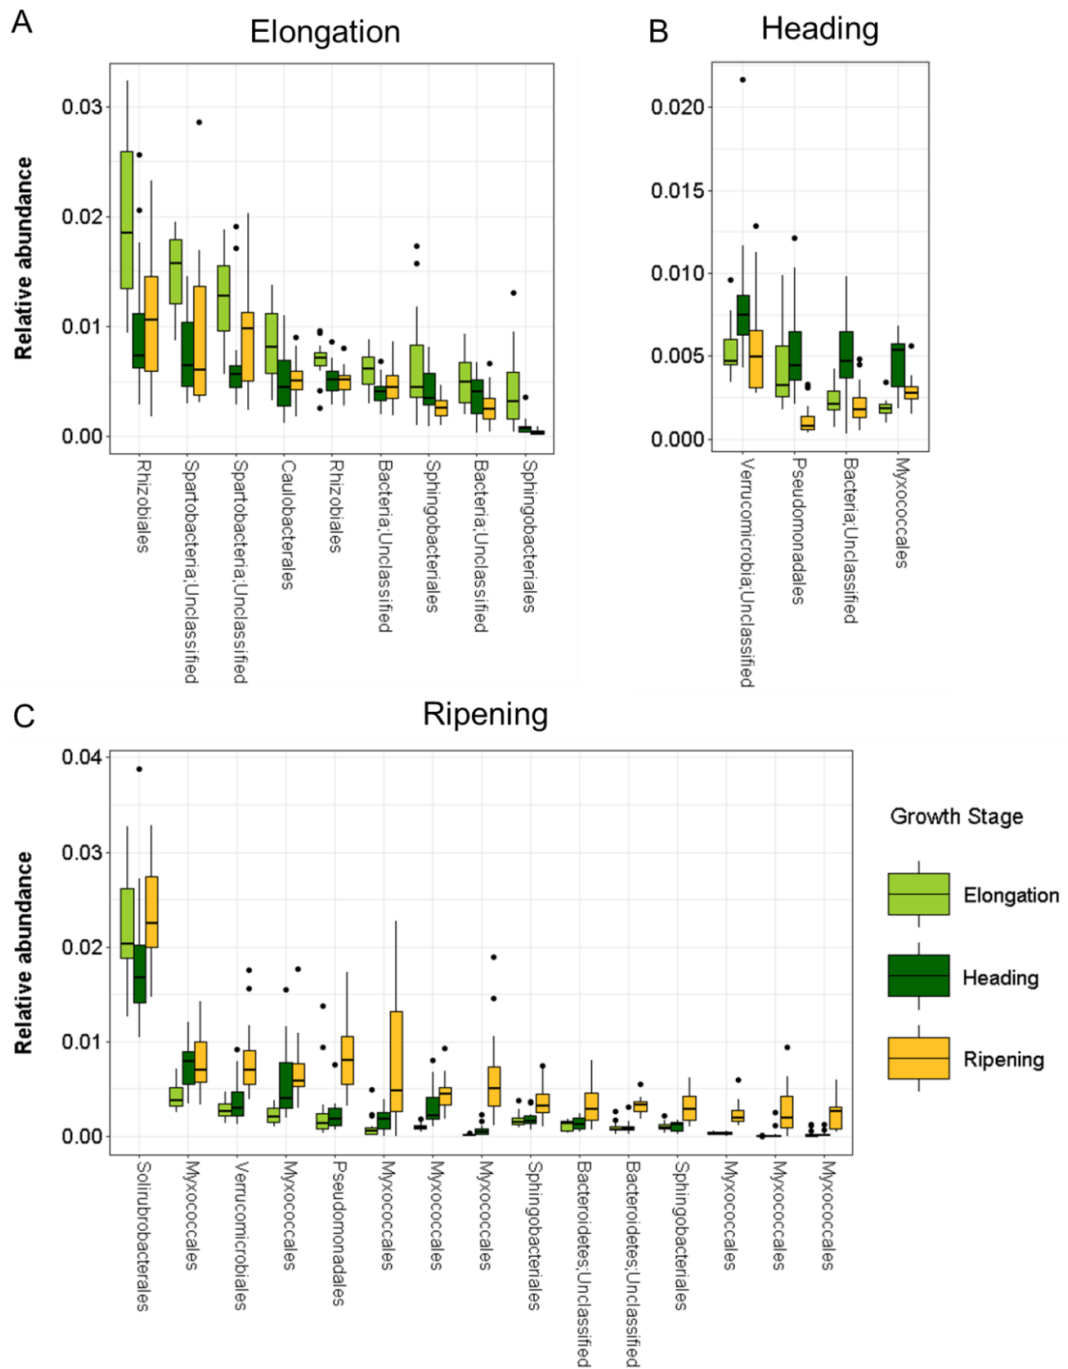 A
Elongation
Relative abundance
0.03
0.02
0.01
0.00
Rhizobiales
Spartobacteria;Unclassified
Spartobacteria;Unclassified
Caulobacterales
Rhizobiales
Bacteria;Unclassified
Sphingobacteriales
Bacteria;Unclassified
Sphingobacteriales
B
Heading
0.020
0.015
0.010
0.005
0.000
Verrucomicrobia;Unclassified
Pseudomonadales
Bacteria;Unclassified
Myxococcales
C
Ripening
Relative abundance
0.04
0.03
0.02
0.01
0.00
Solirubrobacterales
Myxococcales
Verrucomicrobiales
Myxococcales
Pseudomonadales
Myxococcales
Myxococcales
Myxococcales
Sphingobacteriales
Bacteroidetes;Unclassified
Bacteroidetes;Unclassified
Sphingobacteriales
Myxococcales
Myxococcales
Myxococcales
Growth Stage
Elongation
Heading
Ripening